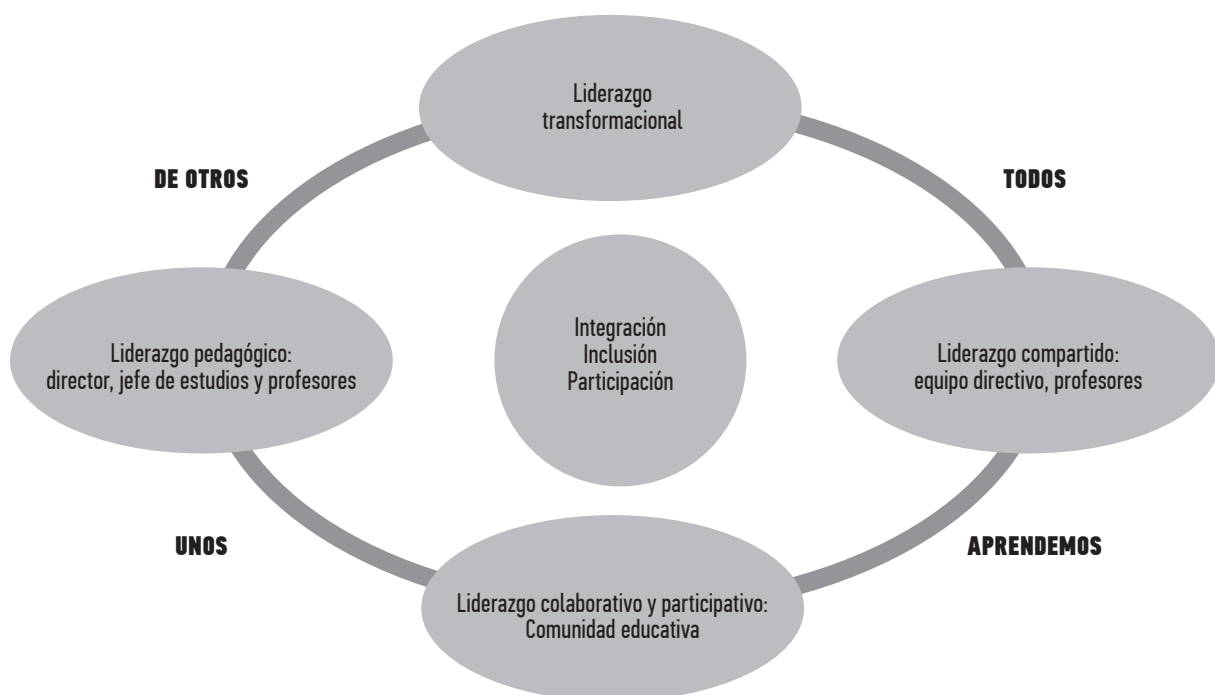 Liderazgo
transformacional
DE OTROS
TODOS
Integración
Inclusión
Participación
Liderazgo pedagógico:
director, jefe de estudios y profesores
Liderazgo compartido:
equipo directivo, profesores
UNOS
APRENDEMOS
Liderazgo colaborativo y participativo:
Comunidad educativa